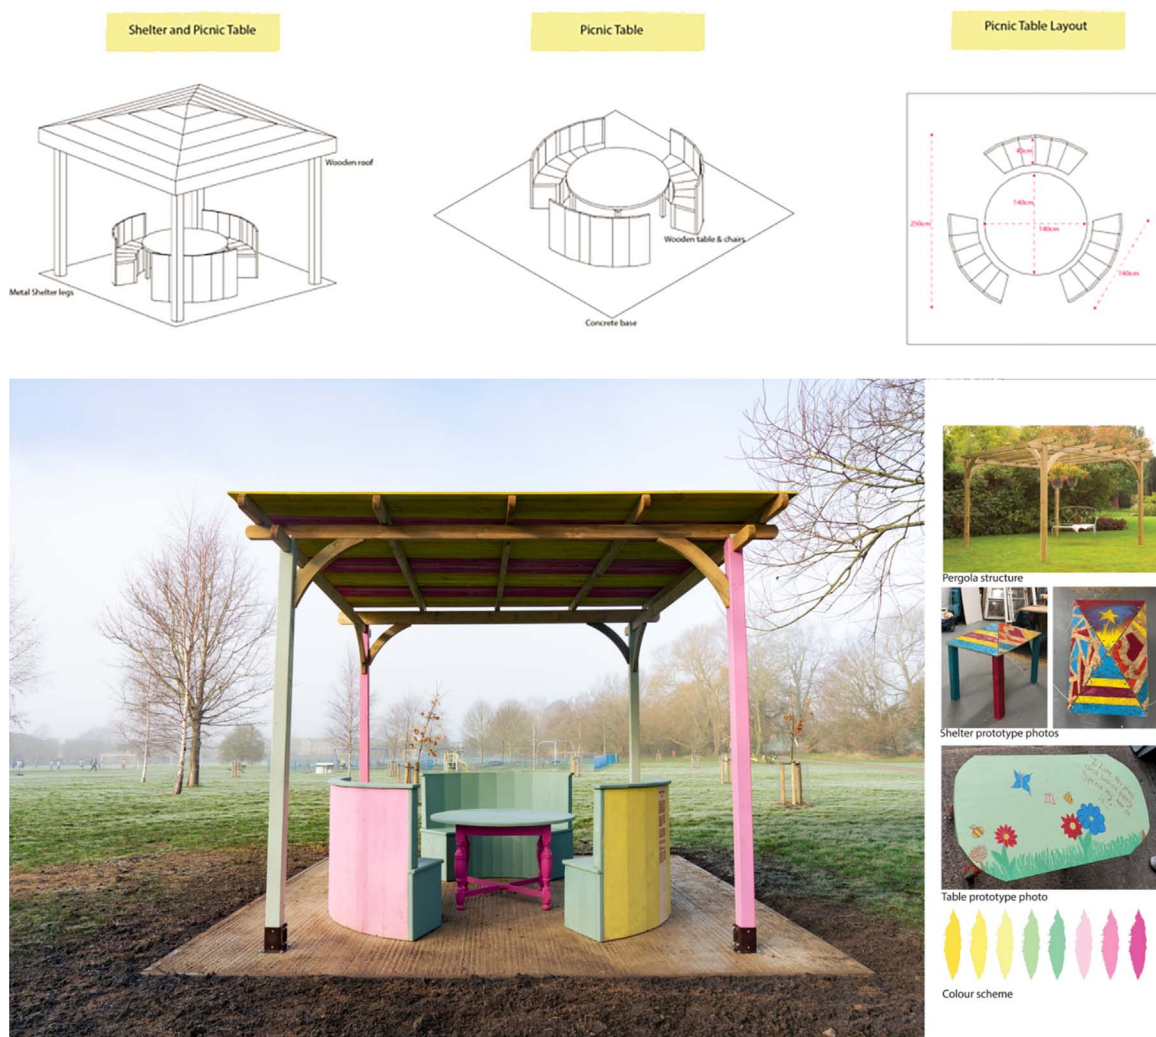 Shelter and Picnic Table
Picnic Table
Picnic Table Layout
Wooden roof
Metal Shelter legs
Wooden table & chairs
Concrete base
40cm
140cm
140cm
250cm
140cm
Pergola structure
Shelter prototype photos
Table prototype photo
Colour scheme